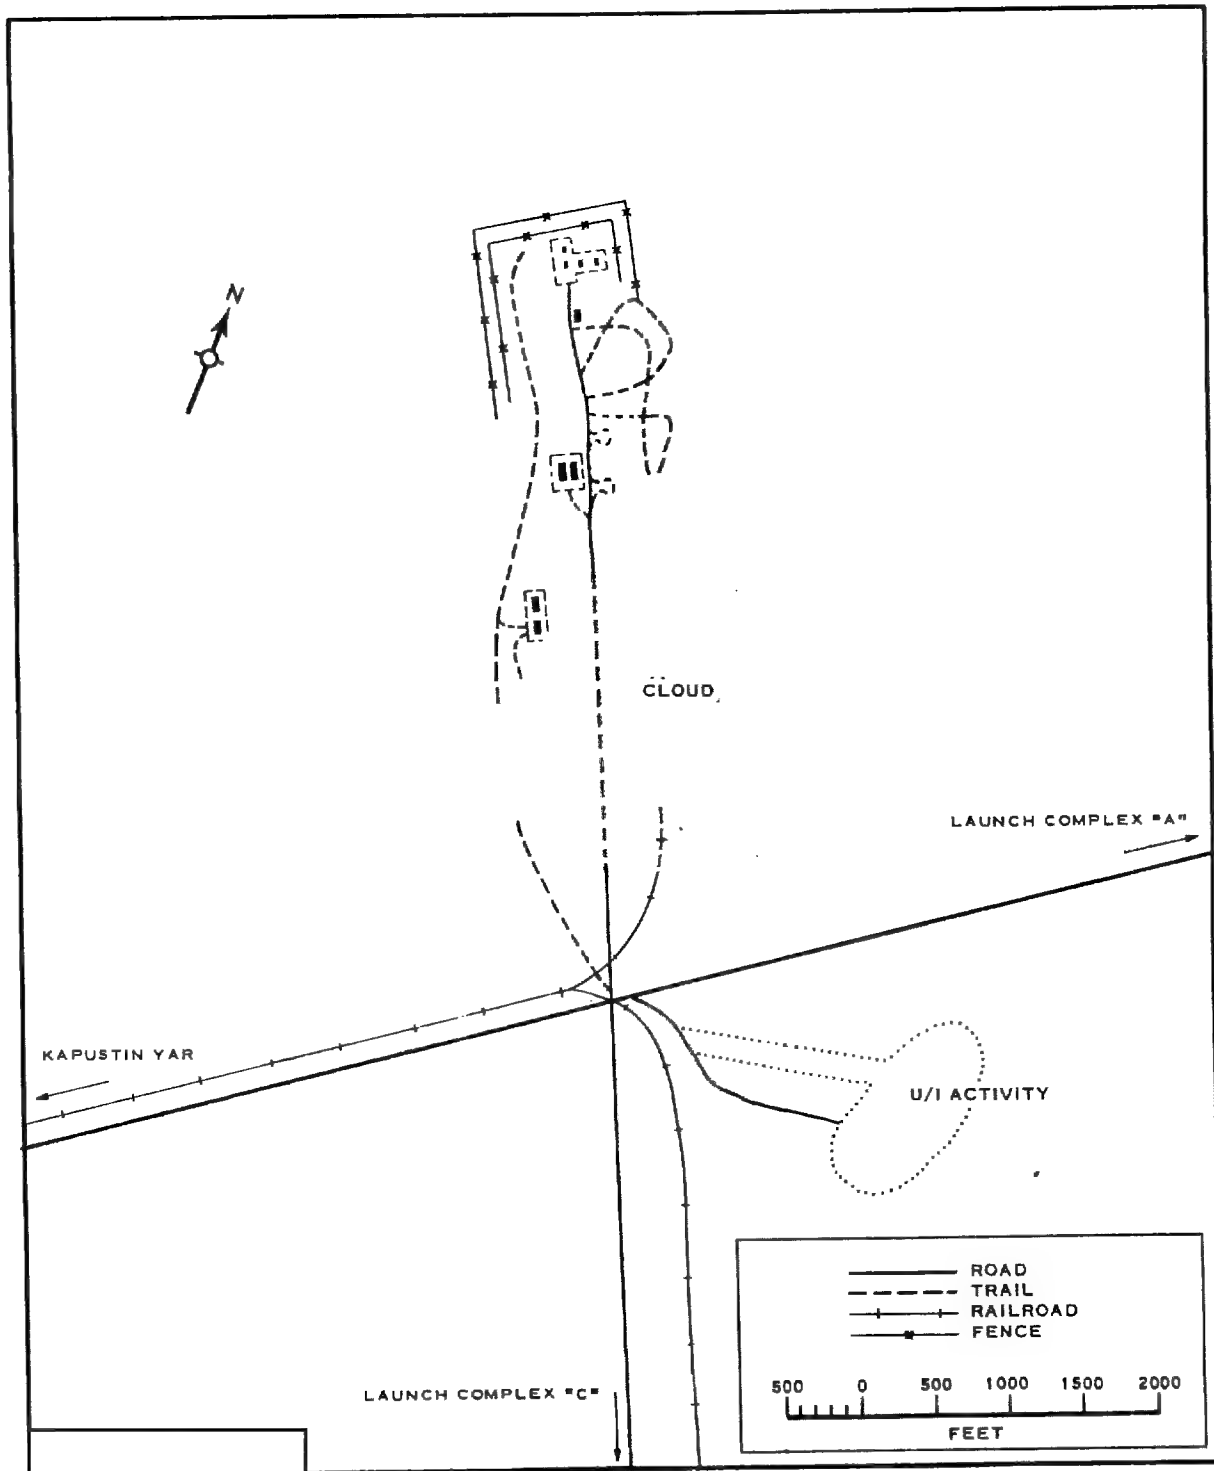 N
CLOUD
LAUNCH COMPLEX "A"
KAPUSTIN YAR
U/I ACTIVITY
ROAD
TRAIL
RAILROAD
FENCE
LAUNCH COMPLEX "C"
500 0 500 1000 1500 2000
FEET